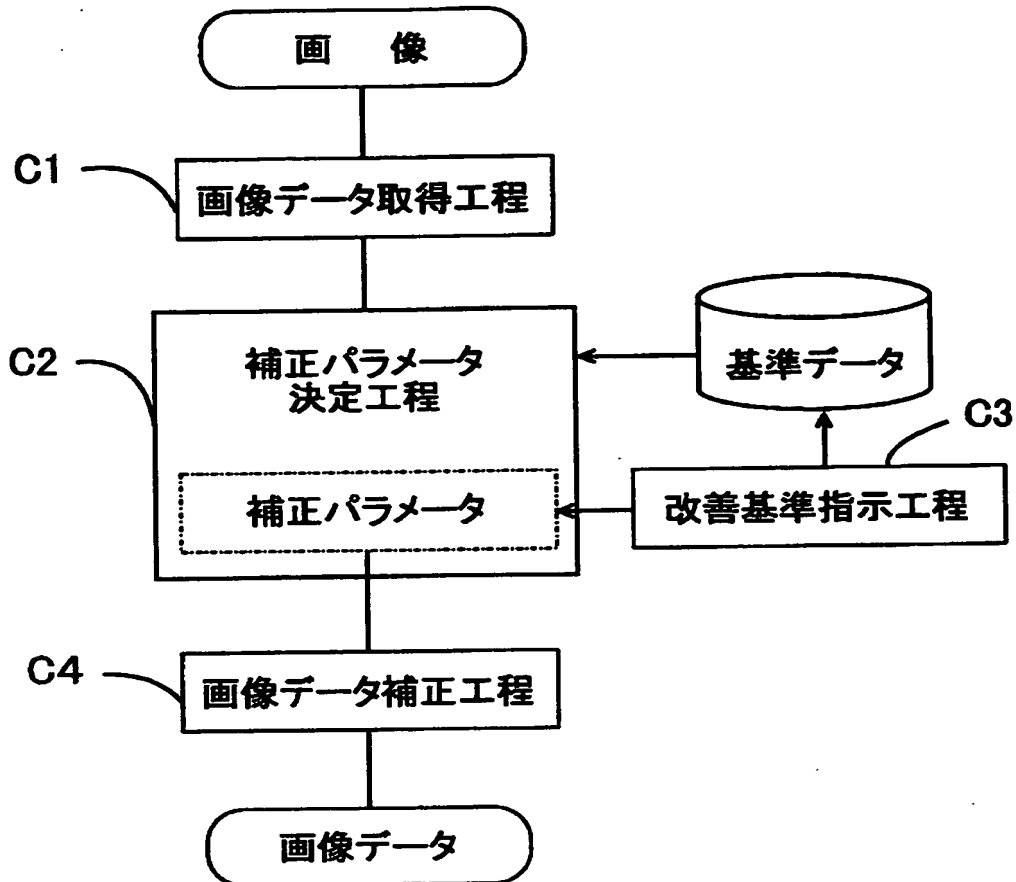 画 像
C1
画像データ取得工程
C2
補正パラメータ
決定工程
基準データ
C3
補正パラメータ
改善基準指示工程
C4
画像データ補正工程
画像データ